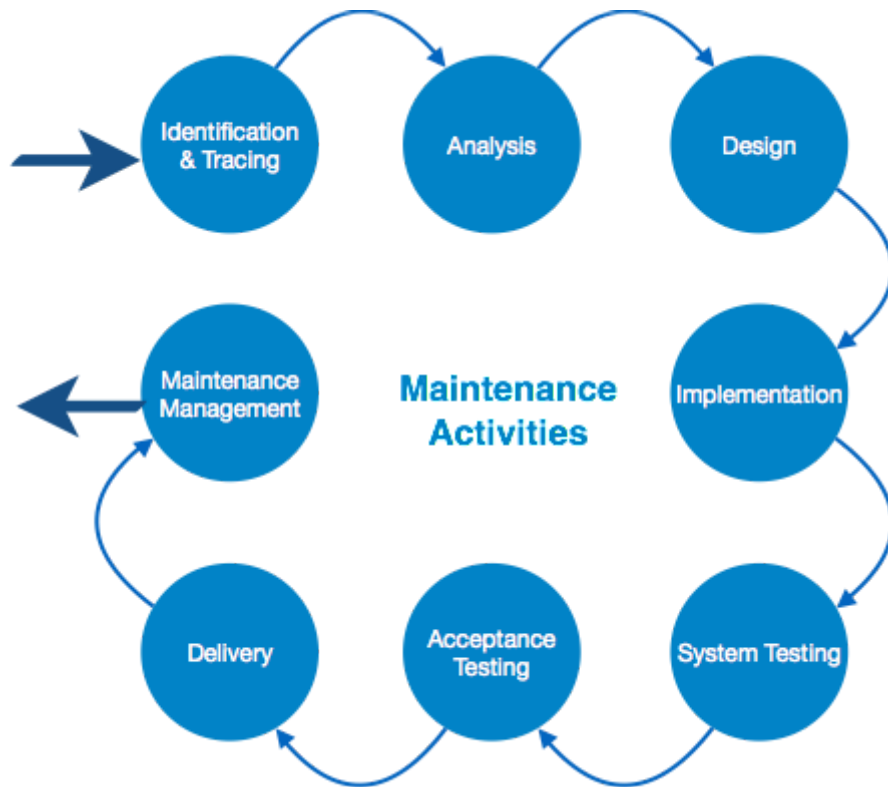 Identification
& Tracing
Analysis
Design
Maintenance
Management
Maintenance
Activities
Implementation
Delivery
Acceptance
Testing
System Testing